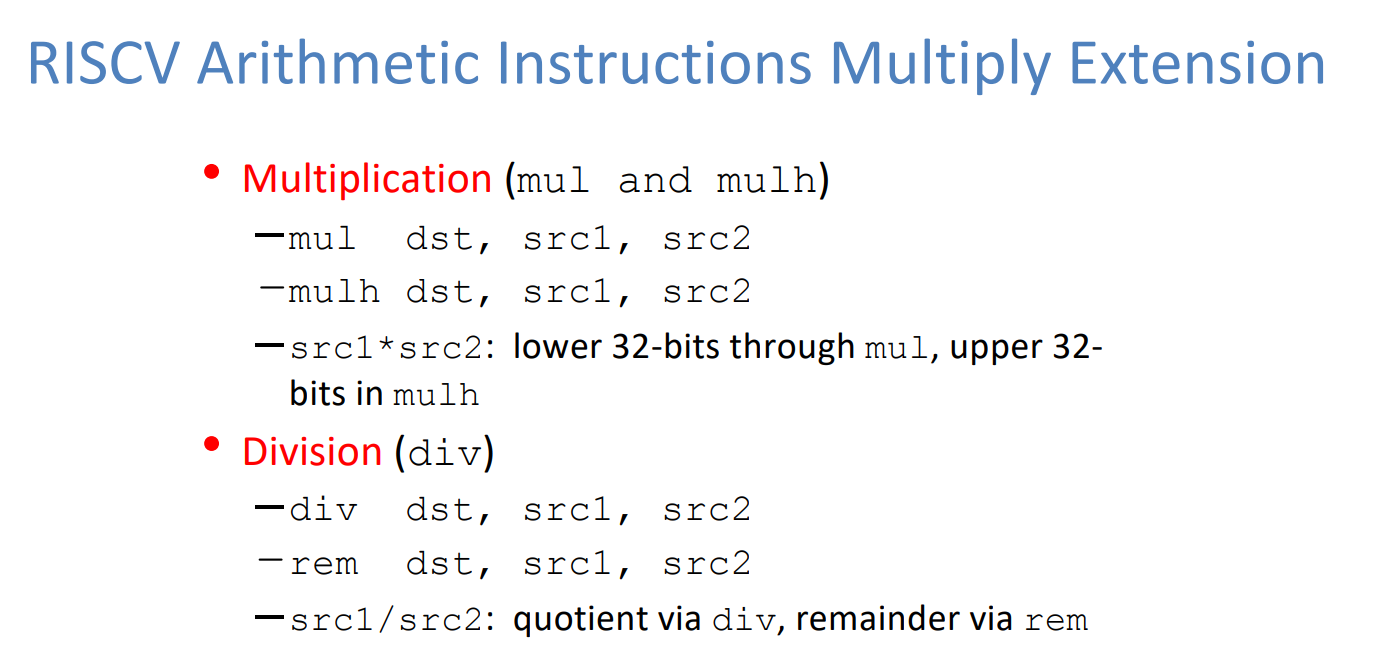 RISCV Arithmetic Instructions Multiply Extension
• Multiplication (mul and mulh)
—mul dst, src1, src2
—mulh dst, src1, src2
—src1*src2: lower 32-bits through mul, upper 32-
bits in mulh
• Division (div)
—div dst, src1, src2
—rem dst, src1, src2
—src1/src2: quotient via div, remainder via rem